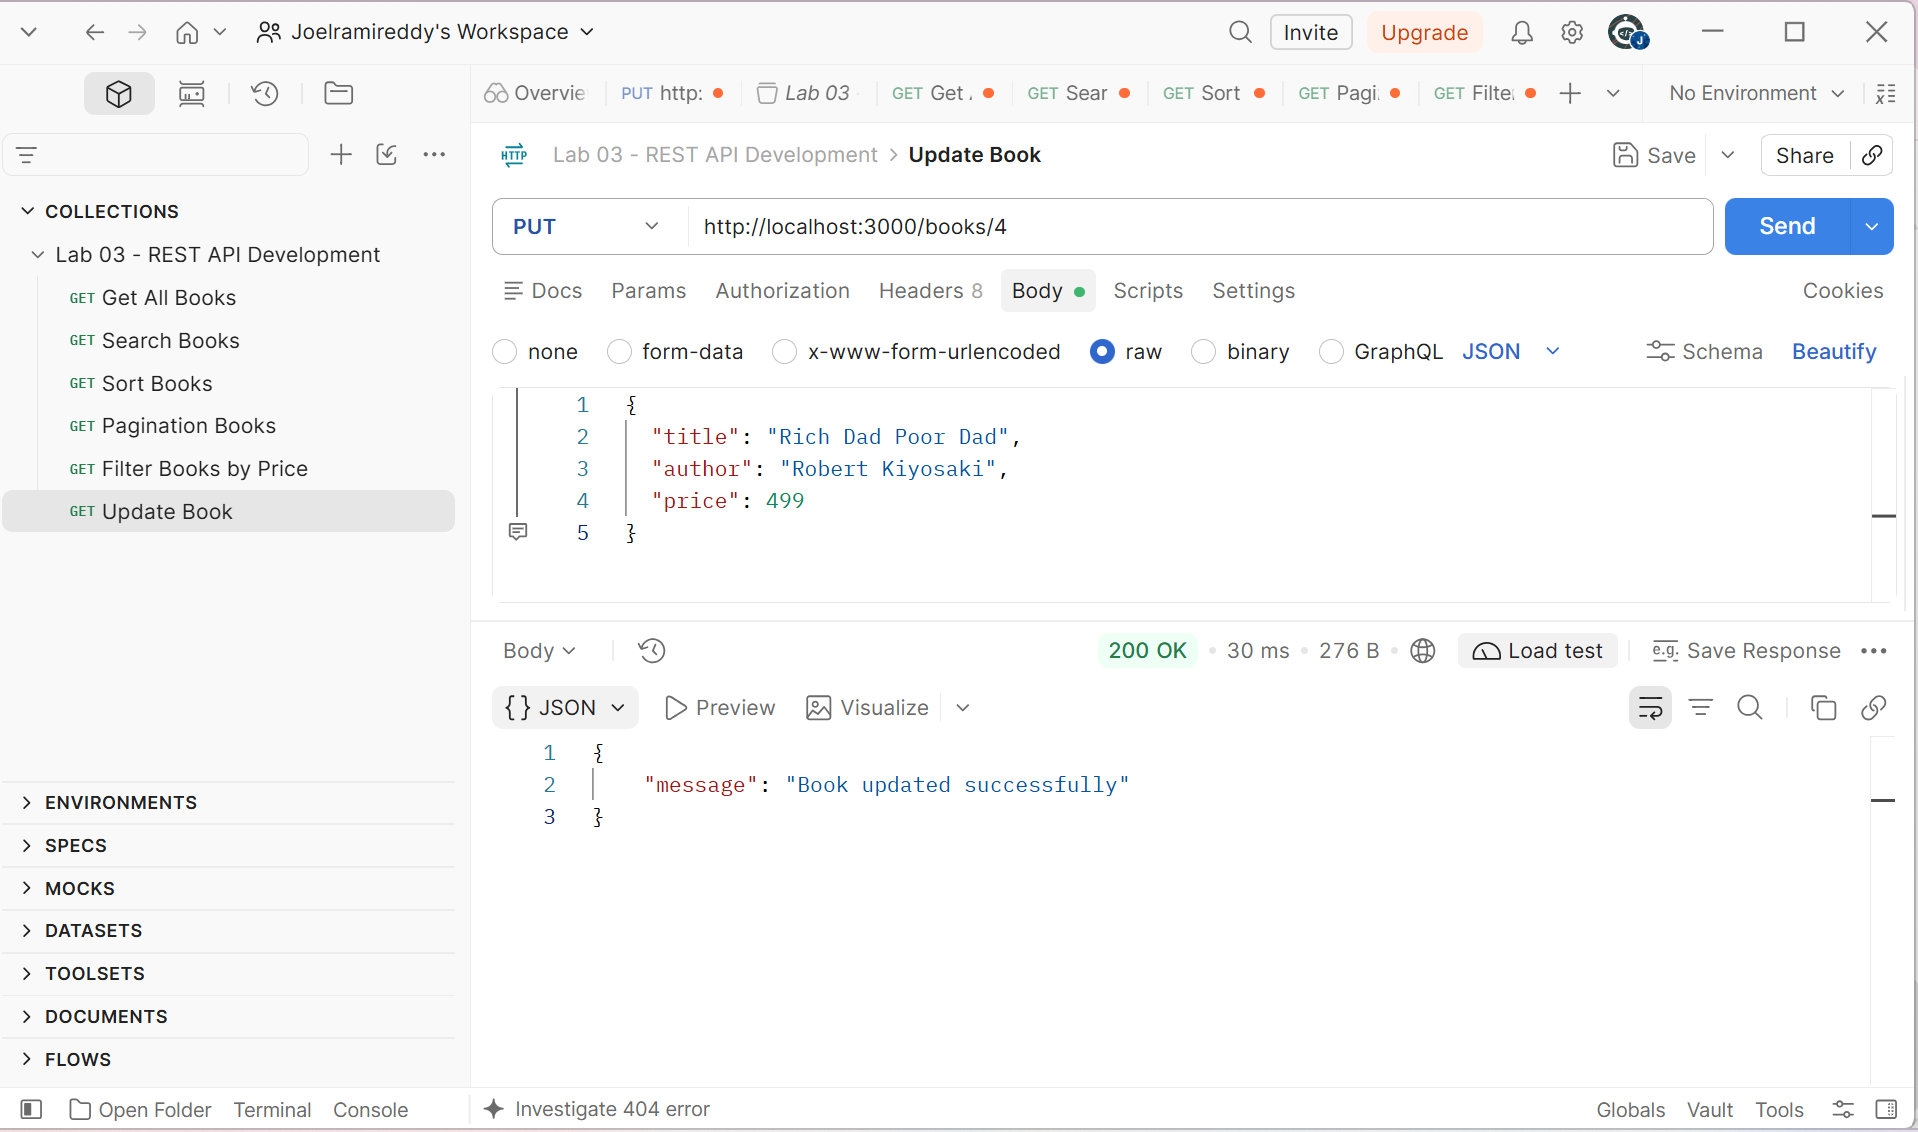 Joelramireddy's Workspace
Invite
Upgrade
J
Overvie
PUT http:
Lab 03
GET Get
GET Sear
GET Sort
GET Pagi
GET Filte
No Environment
HTTP Lab 03 - REST API Development > Update Book
Save
Share
COLLECTIONS
Lab 03 - REST API Development
GET Get All Books
GET Search Books
GET Sort Books
GET Pagination Books
GET Filter Books by Price
GET Update Book
ENVIRONMENTS
SPECS
MOCKS
DATASETS
TOOLSETS
DOCUMENTS
FLOWS
PUT http://localhost:3000/books/4
Send
Docs Params Authorization Headers 8 Body Scripts Settings Cookies
none form-data x-www-form-urlencoded raw binary GraphQL JSON Schema Beautify
1 {
2 "title": "Rich Dad Poor Dad",
3 "author": "Robert Kiyosaki",
4 "price": 499
5 }
Body 200 OK • 30 ms • 276 B • Load test e.g. Save Response
{} JSON Preview Visualize
1 {
2 "message": "Book updated successfully"
3 }
Open Folder Terminal Console Investigate 404 error Globals Vault Tools